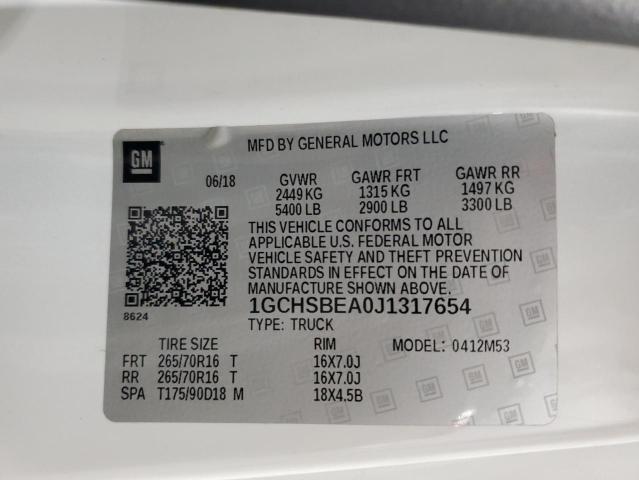 GM
MFD BY GENERAL MOTORS LLC
06/18 GVWR GAWR FRT GAWR RR
2449 KG 1315 KG 1497 KG
5400 LB 2900 LB 3300 LB
THIS VEHICLE CONFORMS TO ALL
APPLICABLE U.S. FEDERAL MOTOR
VEHICLE SAFETY AND THEFT PREVENTION
STANDARDS IN EFFECT ON THE DATE OF
MANUFACTURE SHOWN ABOVE.
8624
1GCHSBEA0J1317654
TYPE: TRUCK
TIRE SIZE RIM MODEL: 0412M53
FRT 265/70R16 T 16X7.0J
RR 265/70R16 T 16X7.0J
SPA T175/90D18 M 18X4.5B